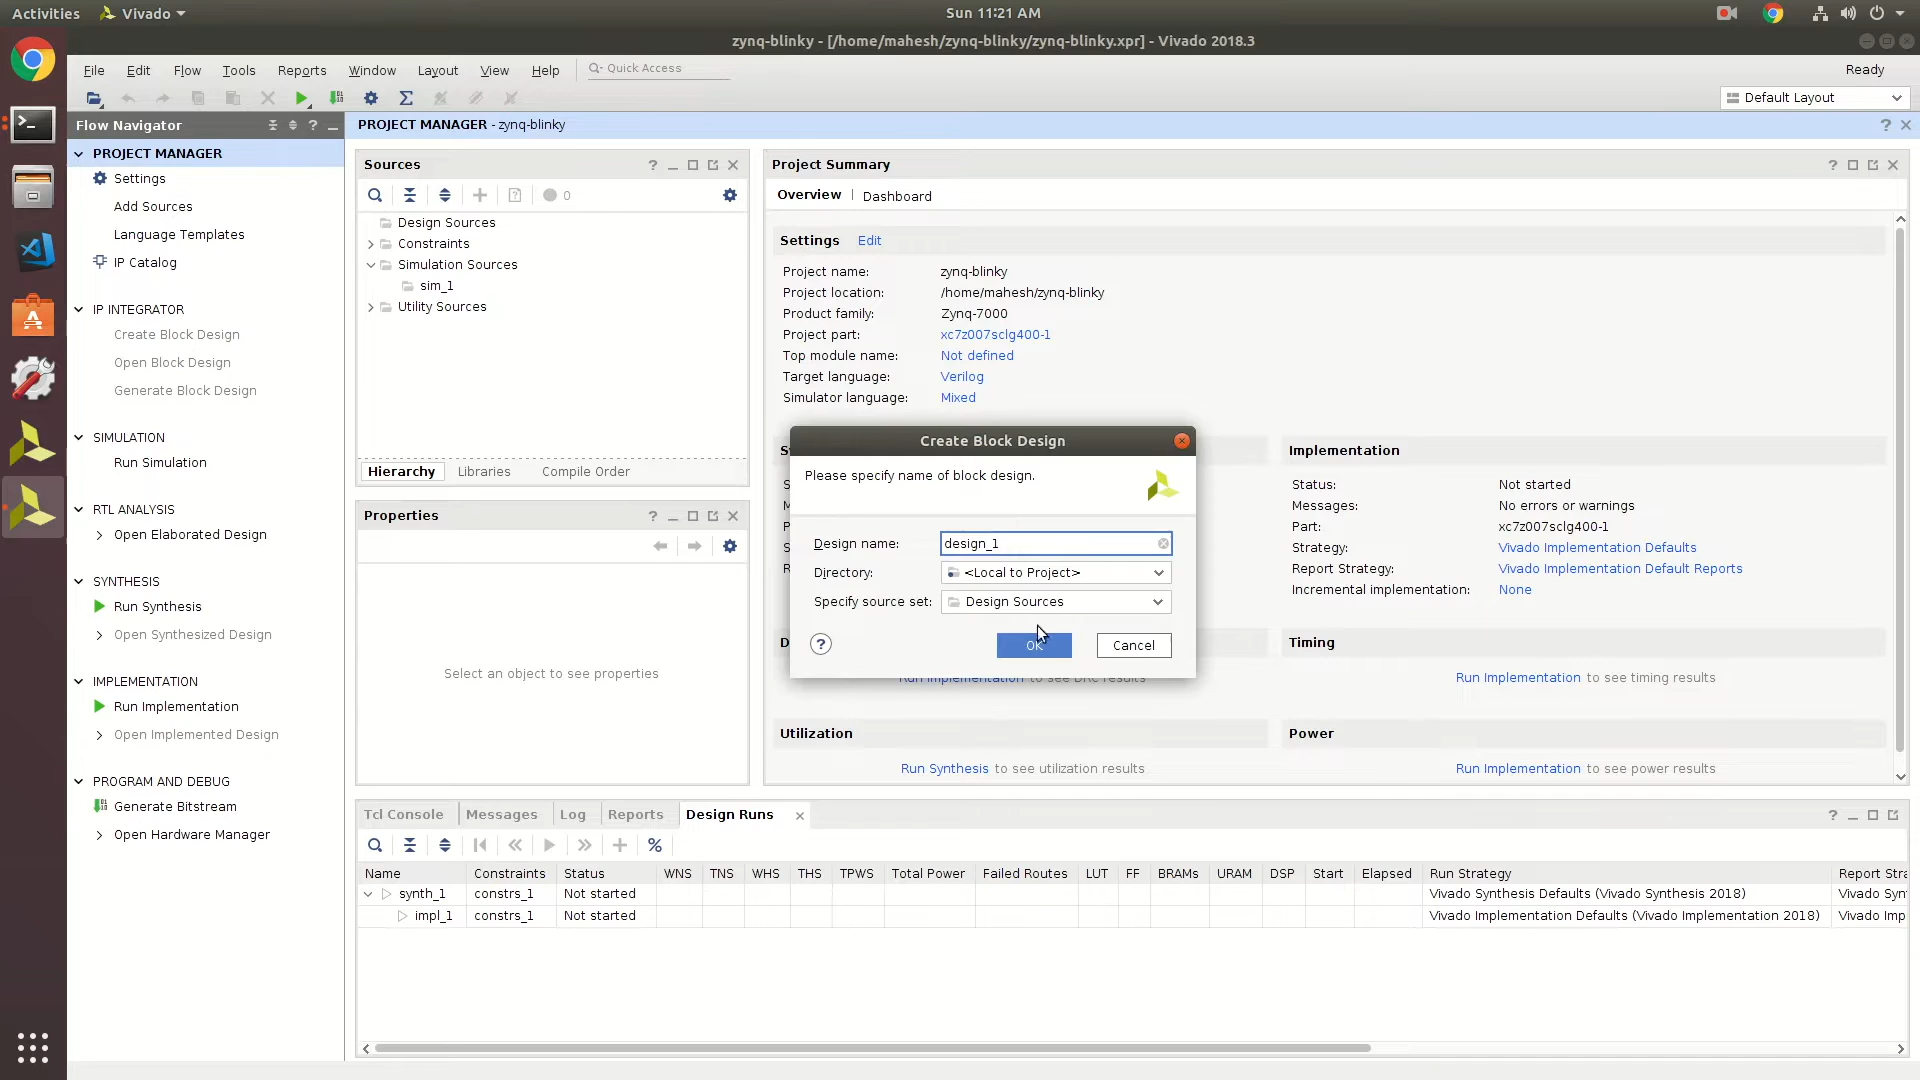 Activities Vivado Sun 11:21 AM
zynq-blinky - [/home/mahesh/zynq-blinky/zynq-blinky.xpr] - Vivado 2018.3
File Edit Flow Tools Reports Window Layout View Help Quick Access Ready
Default Layout
Flow Navigator
PROJECT MANAGER - zynq-blinky
PROJECT MANAGER
Settings
Add Sources
Language Templates
IP Catalog
IP INTEGRATOR
Create Block Design
Open Block Design
Generate Block Design
SIMULATION
Run Simulation
RTL ANALYSIS
Open Elaborated Design
SYNTHESIS
Run Synthesis
Open Synthesized Design
IMPLEMENTATION
Run Implementation
Open Implemented Design
PROGRAM AND DEBUG
Generate Bitstream
Open Hardware Manager
Sources
0
Design Sources
Constraints
Simulation Sources
sim_1
Utility Sources
Hierarchy Libraries Compile Order
Properties
Select an object to see properties
Project Summary
Overview | Dashboard
Settings Edit
Project name: zynq-blinky
Project location: /home/mahesh/zynq-blinky
Product family: Zynq-7000
Project part: xc7z007sclg400-1
Top module name: Not defined
Target language: Verilog
Simulator language: Mixed
Create Block Design
Please specify name of block design.
Design name: design_1
Directory: <Local to Project>
Specify source set: Design Sources
? OK Cancel
Implementation
Status: Not started
Messages: No errors or warnings
Part: xc7z007sclg400-1
Strategy: Vivado Implementation Defaults
Report Strategy: Vivado Implementation Default Reports
Incremental implementation: None
Timing
Run Implementation to see DRC results
Run Implementation to see timing results
Utilization
Run Synthesis to see utilization results
Power
Run Implementation to see power results
Tcl Console Messages Log Reports Design Runs
Name Constraints Status WNS TNS WHS THS TPWS Total Power Failed Routes LUT FF BRAMs URAM DSP Start Elapsed Run Strategy Report Stra
synth_1 constrs_1 Not started Vivado Synthesis Defaults (Vivado Synthesis 2018) Vivado Syn
impl_1 constrs_1 Not started Vivado Implementation Defaults (Vivado Implementation 2018) Vivado Imp